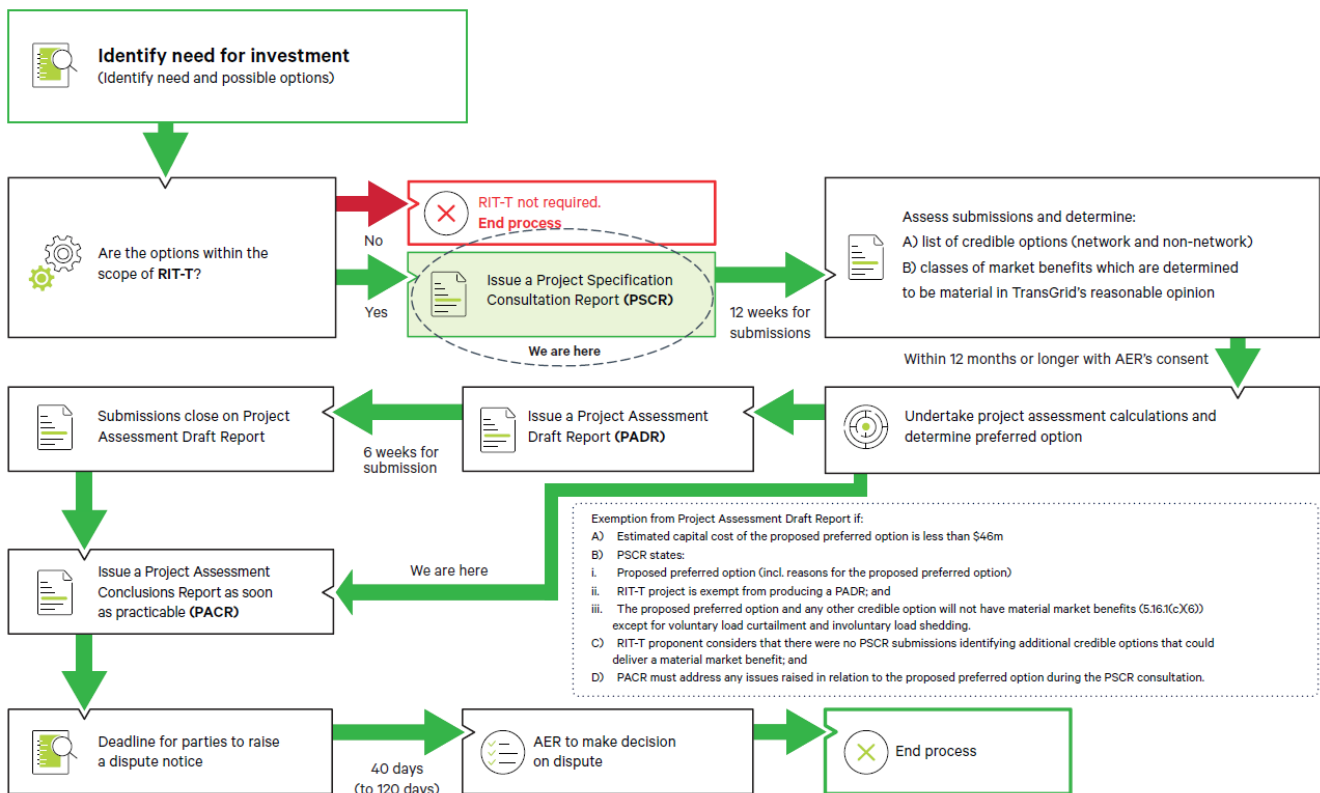 Identify need for investment
(Identify need and possible options)
Are the options within the
scope of RIT-T?
No
Yes
RIT-T not required.
End process
Issue a Project Specification
Consultation Report (PSCR)
We are here
12 weeks for
submissions
Assess submissions and determine:
A) list of credible options (network and non-network)
B) classes of market benefits which are determined
to be material in TransGrid's reasonable opinion
Within 12 months or longer with AER's consent
Undertake project assessment calculations and
determine preferred option
Issue a Project Assessment
Draft Report (PADR)
6 weeks for
submission
Submissions close on Project
Assessment Draft Report
Exemption from Project Assessment Draft Report if:
A) Estimated capital cost of the proposed preferred option is less than $46m
B) PSCR states:
i. Proposed preferred option (incl. reasons for the proposed preferred option)
ii. RIT-T project is exempt from producing a PADR; and
iii. The proposed preferred option and any other credible option will not have material market benefits (5.16.1(c)(6))
except for voluntary load curtailment and involuntary load shedding.
C) RIT-T proponent considers that there were no PSCR submissions identifying additional credible options that could
deliver a material market benefit; and
D) PACR must address any issues raised in relation to the proposed preferred option during the PSCR consultation.
We are here
Issue a Project Assessment
Conclusions Report as soon
as practicable (PACR)
Deadline for parties to raise
a dispute notice
40 days
(to 120 days)
AER to make decision
on dispute
End process